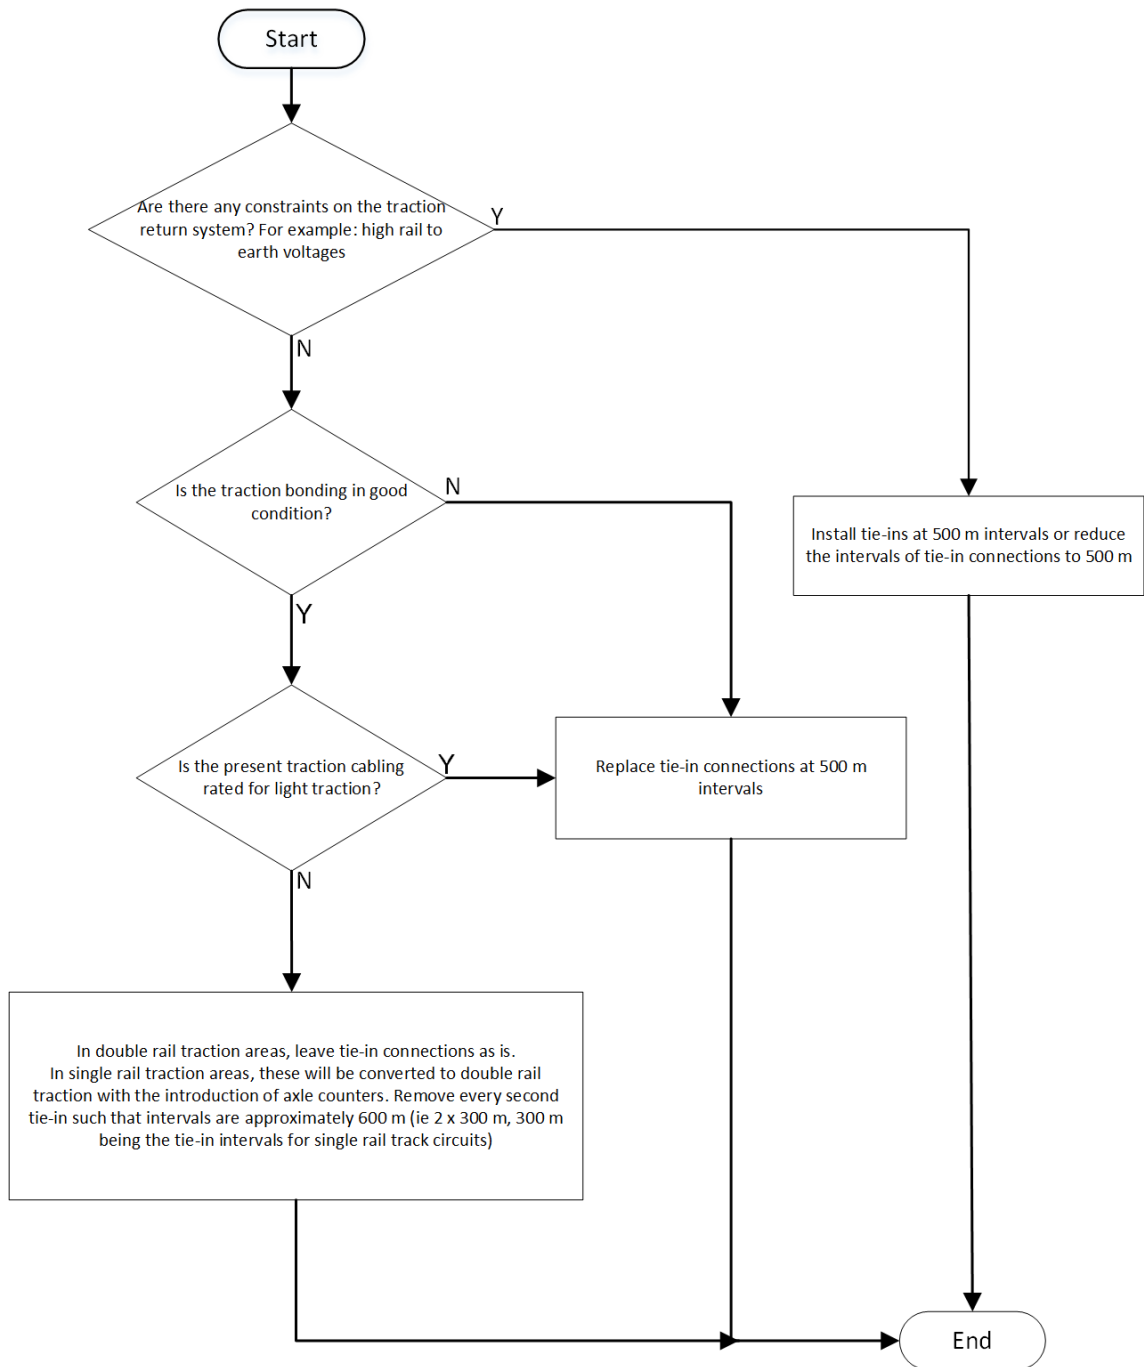 Start
Are there any constraints on the traction
return system? For example: high rail to
earth voltages
Y
N
Is the traction bonding in good
condition?
N
Y
Install tie-ins at 500 m intervals or reduce
the intervals of tie-in connections to 500 m
Is the present traction cabling
rated for light traction?
Y
N
Replace tie-in connections at 500 m
intervals
In double rail traction areas, leave tie-in connections as is.
In single rail traction areas, these will be converted to double rail
traction with the introduction of axle counters. Remove every second
tie-in such that intervals are approximately 600 m (ie 2 x 300 m, 300 m
being the tie-in intervals for single rail track circuits)
End